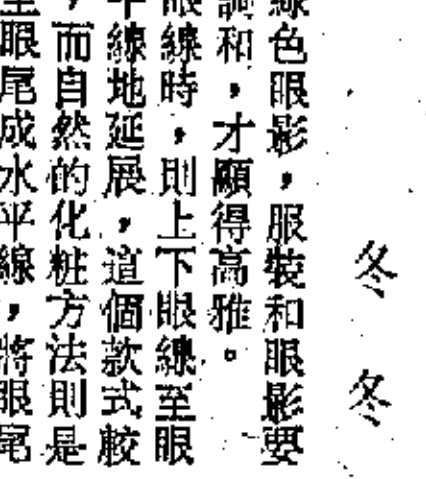 冬冬
綠色眼影，服裝和眼影要
調和，才顯得高雅。
眼線時，則上下眼線至眼
平線地延展，這個款式較
，而自然的化粧方法則是
至眼尾成水平線，將眼尾